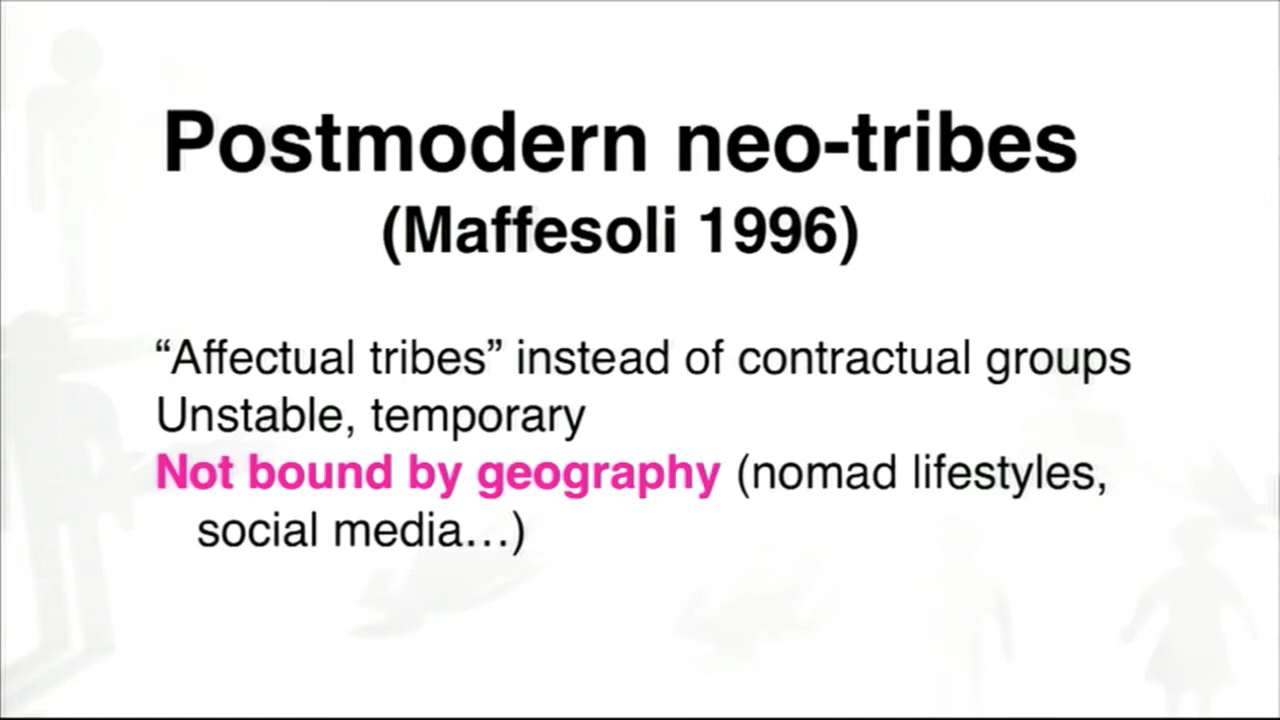 Postmodern neo-tribes
(Maffesoli 1996)
“Affectual tribes” instead of contractual groups
Unstable, temporary
Not bound by geography (nomad lifestyles,
social media…)